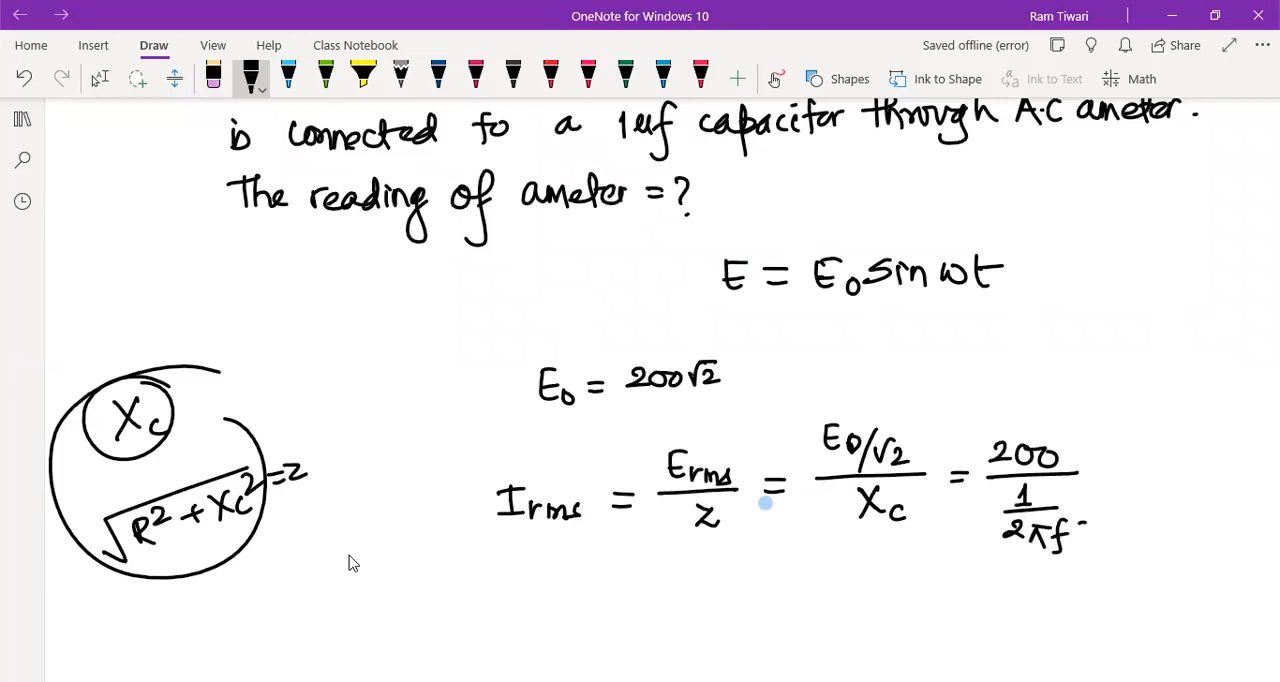 OneNote for Windows 10
Ram Tiwari
Home Insert Draw View Help Class Notebook
Saved offline (error) Share
Shapes Ink to Shape Ink to Text Math
is connected to a 1uf capacitor through A.C ameter.
The reading of ameter = ?
E = E₀ sin ωt
E₀ = 200√2
Xc
√R² + Xc² = Z
Irms = Erms/Z = E₀/√2 / Xc = 200 / 1/2πf